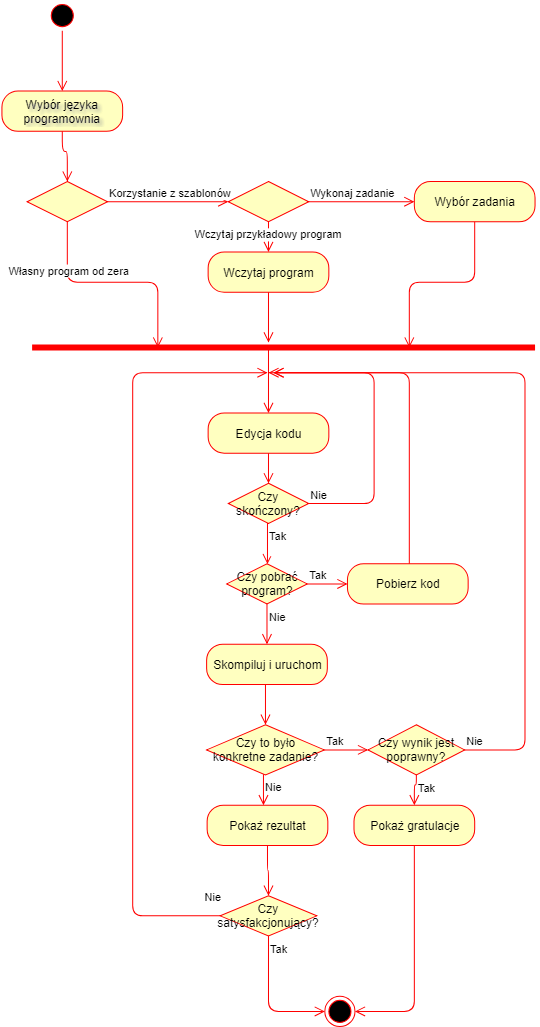 Wybór języka
programownia
Korzystanie z szablonów
Wykonaj zadanie
Wybór zadania
Wczytaj przykładowy program
Własny program od zera
Wczytaj program
Edycja kodu
Czy
skończony?
Nie
Tak
Czy pobrać
program?
Tak
Pobierz kod
Nie
Skompiluj i uruchom
Czy to było
konkretne zadanie?
Tak
Czy wynik jest
poprawny?
Nie
Nie
Tak
Pokaż rezultat
Pokaż gratulacje
Nie
Czy
satysfakcjonujący?
Tak